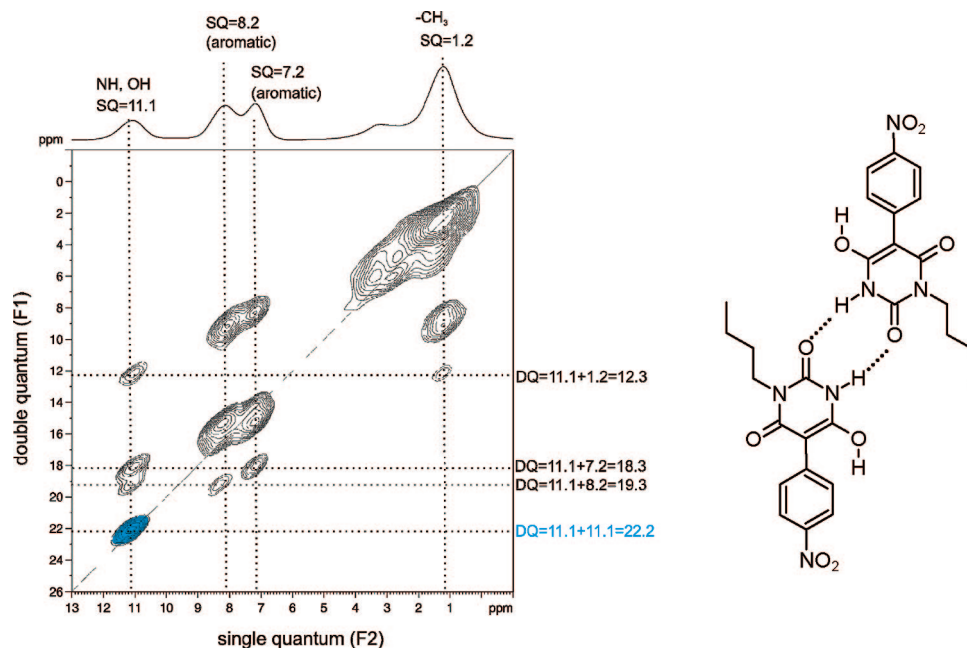 -CH₃
SQ=1.2
SQ=8.2
(aromatic)
SQ=7.2
(aromatic)
NH, OH
SQ=11.1
ppm
0
2
4
6
8
10
12
14
16
18
20
22
24
26
double quantum (F1)
13 12 11 10 9 8 7 6 5 4 3 2 1 ppm
single quantum (F2)
DQ=11.1+1.2=12.3
DQ=11.1+7.2=18.3
DQ=11.1+8.2=19.3
DQ=11.1+11.1=22.2
NO₂
H
O
O
H
N
N
O
O
H
N
N
O
O
H
NO₂